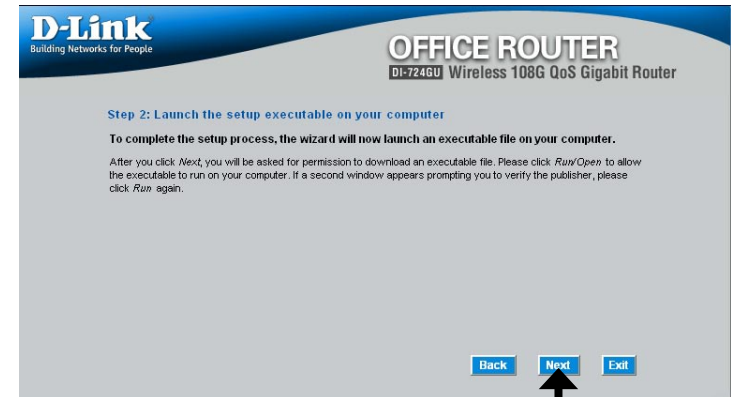 D-Link
Building Networks for People
OFFICE ROUTER
DI-724GU Wireless 108G QoS Gigabit Router
Step 2: Launch the setup executable on your computer
To complete the setup process, the wizard will now launch an executable file on your computer.
After you click Next, you will be asked for permission to download an executable file. Please click Run/Open to allow
the executable to run on your computer. If a second window appears prompting you to verify the publisher, please
click Run again.
Back Next Exit